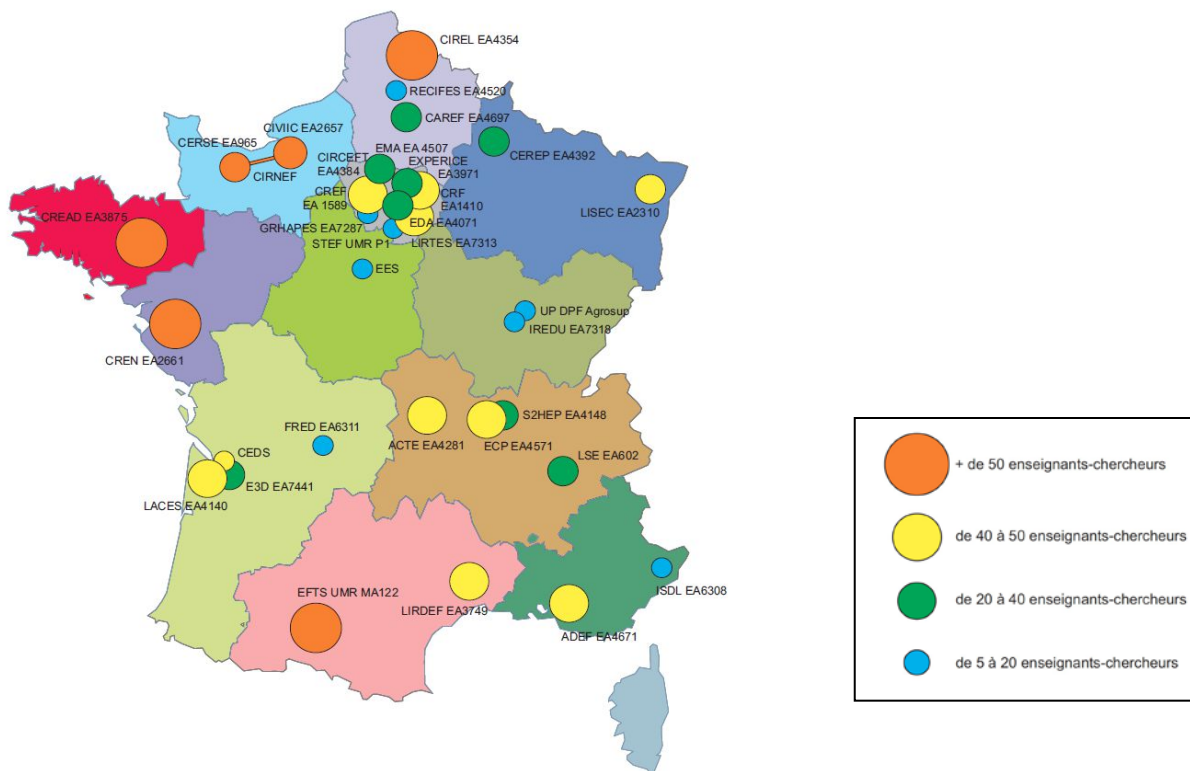 CIREL EA4354
RECIFES EA4520
CAREF EA4697
CIVIIC EA2657
CERSE EA965
CIRNEF
EMA EA 4507
CIRCEFT
EA4384
EXPERICE
EA3971
CEREP EA4392
CREF
EA 1589
CRF
EA1410
LISEC EA2310
CREAD EA3875
GRHAPES EA7287
EDA EA4071
STEF UMR P1
LIRTES EA7313
EES
UP DPF Agrosup
IREDU EA7318
CREN EA2661
S2HEP EA4148
FRED EA6311
ACTE EA4281
ECP EA4571
CEDS
LSE EA602
E3D EA7441
LACES EA4140
EFTS UMR MA122
LIRDEF EA3749
ISDL EA6308
ADEF EA4671
+ de 50 enseignants-chercheurs
de 40 à 50 enseignants-chercheurs
de 20 à 40 enseignants-chercheurs
de 5 à 20 enseignants-chercheurs